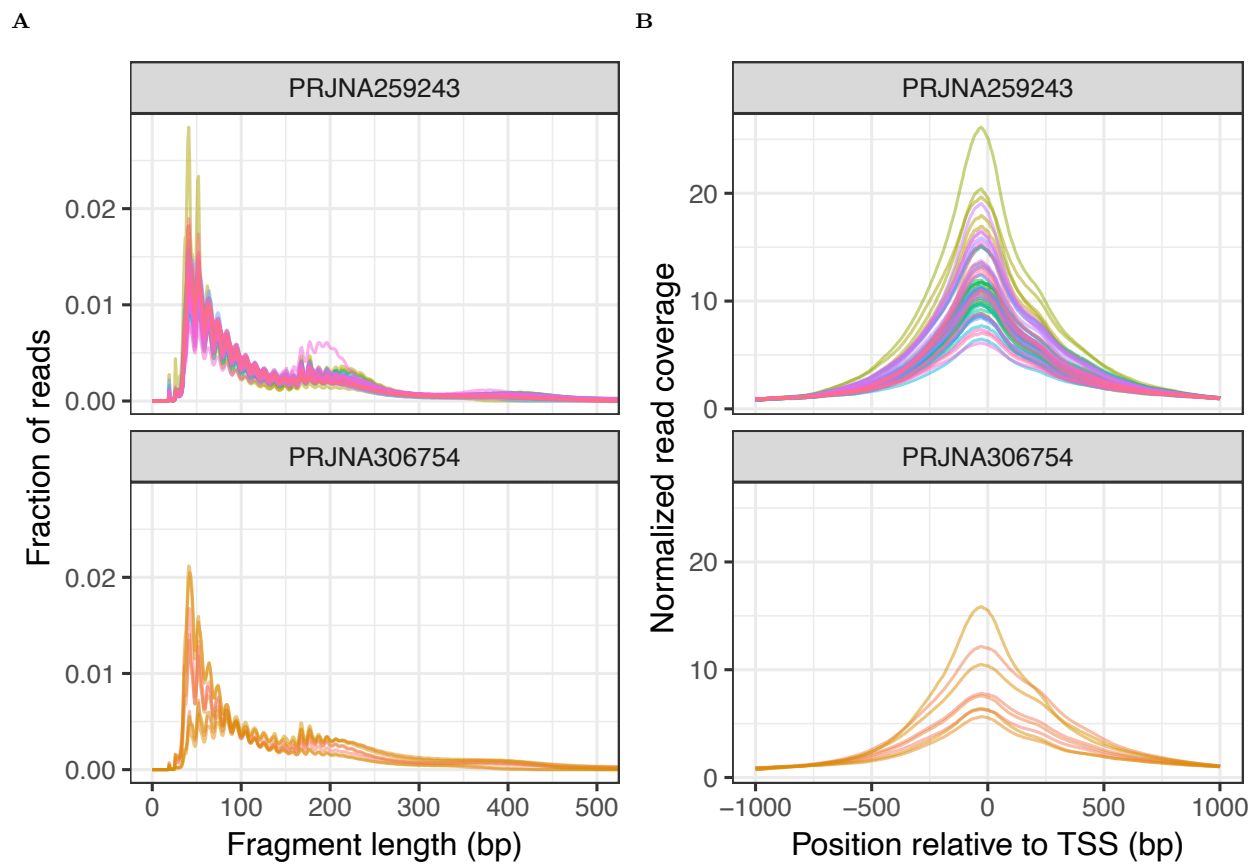 A
PRJNA259243
0.02
0.01
0.00
PRJNA306754
0.02
0.01
0.00
0 100 200 300 400 500
Fragment length (bp)
Fraction of reads
B
PRJNA259243
20
10
0
PRJNA306754
20
10
0
−1000 −500 0 500 1000
Position relative to TSS (bp)
Normalized read coverage